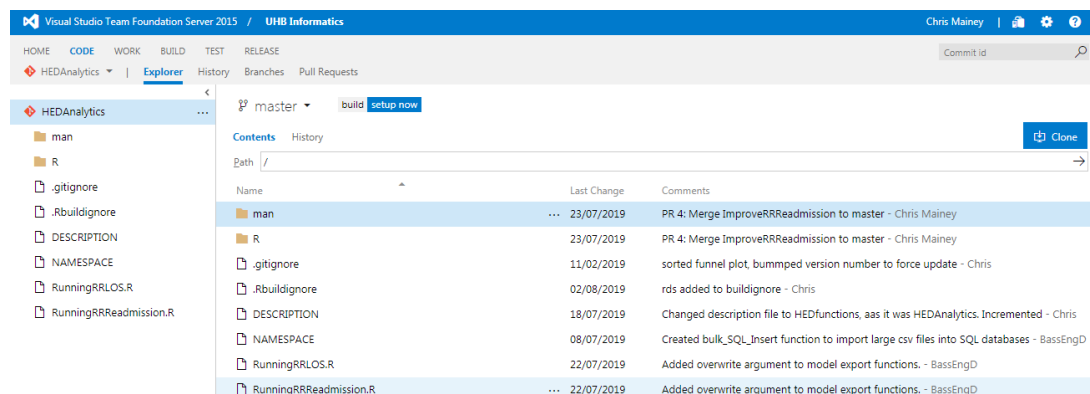 Visual Studio Team Foundation Server 2015 / UHB Informatics Chris Mainey |
HOME CODE WORK BUILD TEST RELEASE Commit id
HEDAnalytics | Explorer History Branches Pull Requests
HEDAnalytics ...
man
R
.gitignore
.Rbuildignore
DESCRIPTION
NAMESPACE
RunningRRLOS.R
RunningRRReadmission.R
master build setup now
Contents History Clone
Path /
Name Last Change Comments
man ... 23/07/2019 PR 4: Merge ImproveRRReadmission to master - Chris Mainey
R 23/07/2019 PR 4: Merge ImproveRRReadmission to master - Chris Mainey
.gitignore 11/02/2019 sorted funnel plot, bummped version number to force update - Chris
.Rbuildignore 02/08/2019 rds added to buildignore - Chris
DESCRIPTION 18/07/2019 Changed description file to HEDfunctions, aas it was HEDAnalytics. Incremented - Chris
NAMESPACE 08/07/2019 Created bulk_SQL_Insert function to import large csv files into SQL databases - BassEngD
RunningRRLOS.R 22/07/2019 Added overwrite argument to model export functions. - BassEngD
RunningRRReadmission.R ... 22/07/2019 Added overwrite argument to model export functions. - BassEngD